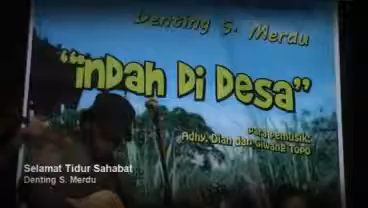 Denting S. Merdu
""inDah Di Desa"
Para Pemusik:
Adhy, Dian dan Giwang Topo
Selamat Tidur Sahabat
Denting S. Merdu